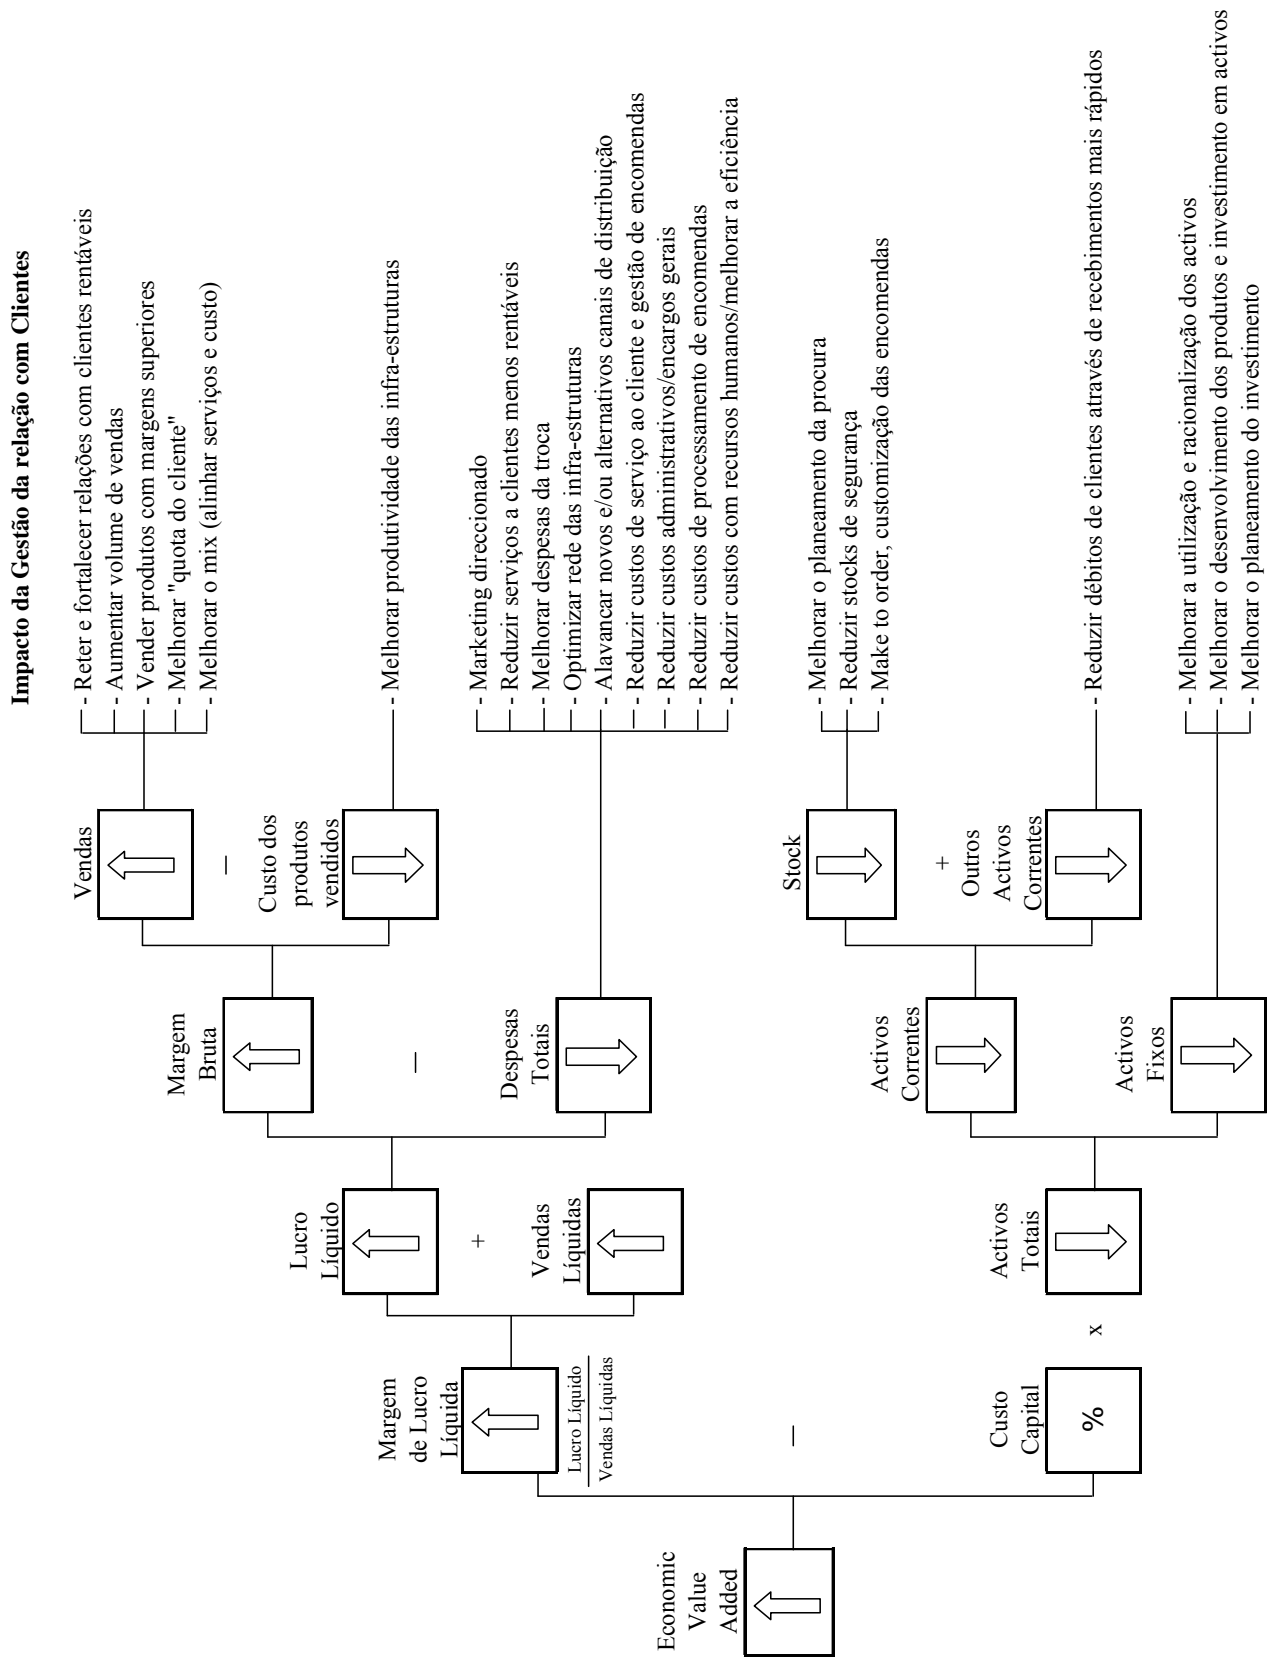 Impacto da Gestão da relação com Clientes
- Reter e fortalecer relações com clientes rentáveis
- Aumentar volume de vendas
- Vender produtos com margens superiores
- Melhorar "quota do cliente"
- Melhorar o mix (alinhar serviços e custo)
- Melhorar produtividade das infra-estruturas
- Marketing direccionado
- Reduzir serviços a clientes menos rentáveis
- Melhorar despesas da troca
- Optimizar rede das infra-estruturas
- Alavancar novos e/ou alternativos canais de distribuição
- Reduzir custos de serviço ao cliente e gestão de encomendas
- Reduzir custos administrativos/encargos gerais
- Reduzir custos de processamento de encomendas
- Reduzir custos com recursos humanos/melhorar a eficiência
- Melhorar o planeamento da procura
- Reduzir stocks de segurança
- Make to order, customização das encomendas
- Reduzir débitos de clientes através de recebimentos mais rápidos
- Melhorar a utilização e racionalização dos activos
- Melhorar o desenvolvimento dos produtos e investimento em activos
- Melhorar o planeamento do investimento
Vendas
–
Custo dos
produtos
vendidos
Stock
+
Outros
Activos
Correntes
Margem
Bruta
–
Despesas
Totais
Activos
Correntes
Activos
Fixos
Lucro
Líquido
+
Vendas
Líquidas
Activos
Totais
x
Margem
de Lucro
Líquida
Lucro Líquido
Vendas Líquidas
–
Custo
Capital
%
Economic
Value
Added